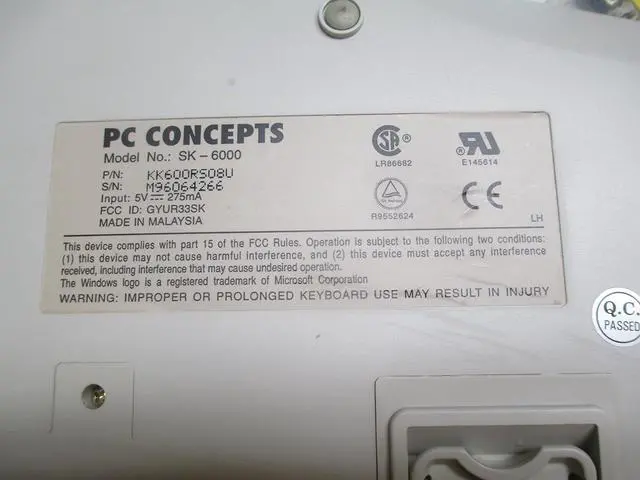 PC CONCEPTS
Model No.: SK-6000
P/N: KK600RS08U
S/N: M96064266
Input: 5V⎓275mA
FCC ID: GYUR33SK
MADE IN MALAYSIA
SA
LR86682
E145614
R9552624
CE
LH
This device complies with part 15 of the FCC Rules. Operation is subject to the following two conditions:
(1) this device may not cause harmful interference, and (2) this device must accept any interference
received, including interference that may cause undesired operation.
The Windows logo is a registered trademark of Microsoft Corporation
WARNING: IMPROPER OR PROLONGED KEYBOARD USE MAY RESULT IN INJURY
Q.C.
PASSED